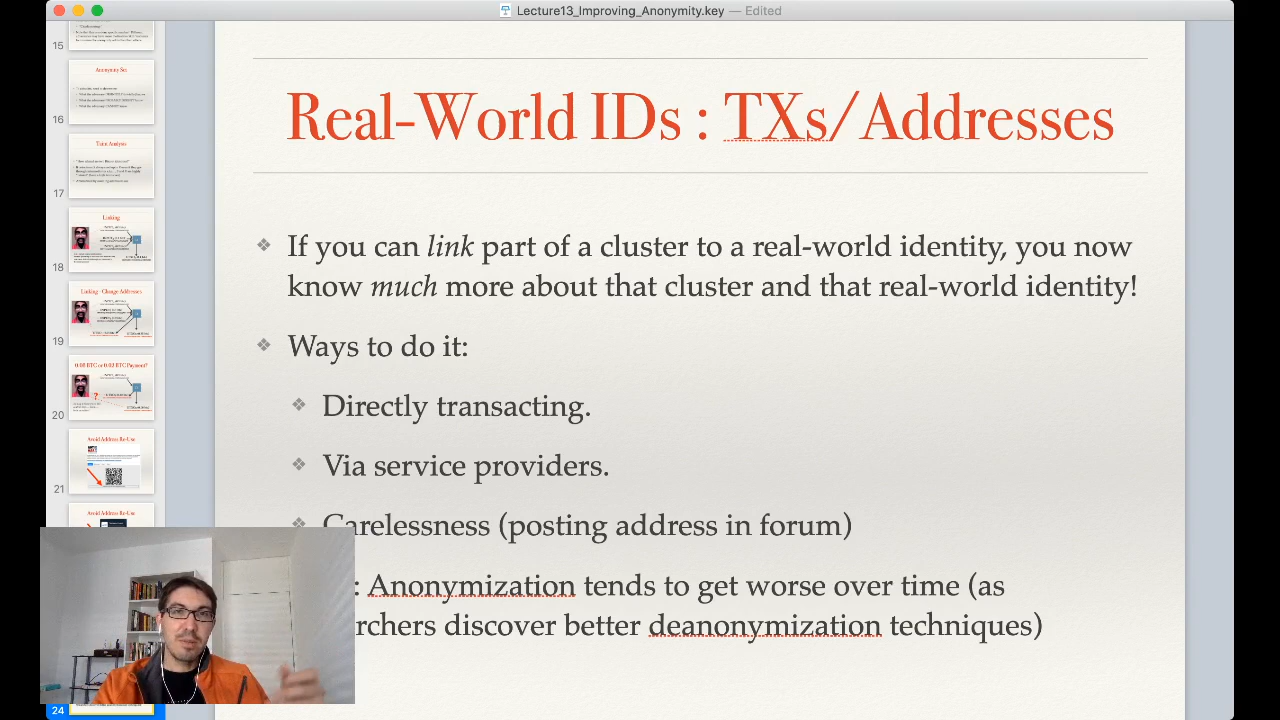 Lecture13_Improving_Anonymity.key — Edited
15
Anonymity Set
16
Taint Analysis
17
Linking
18
Linking - Change Addresses
19
0.08 BTC or 0.02 BTC Payment?
20
Avoid Address Re-Use
21
Avoid Address Re-Use
24
Real-World IDs : TXs/Addresses
If you can link part of a cluster to a real-world identity, you now
know much more about that cluster and that real-world identity!
Ways to do it:
Directly transacting.
Via service providers.
Carelessness (posting address in forum)
: Anonymization tends to get worse over time (as
rchers discover better deanonymization techniques)